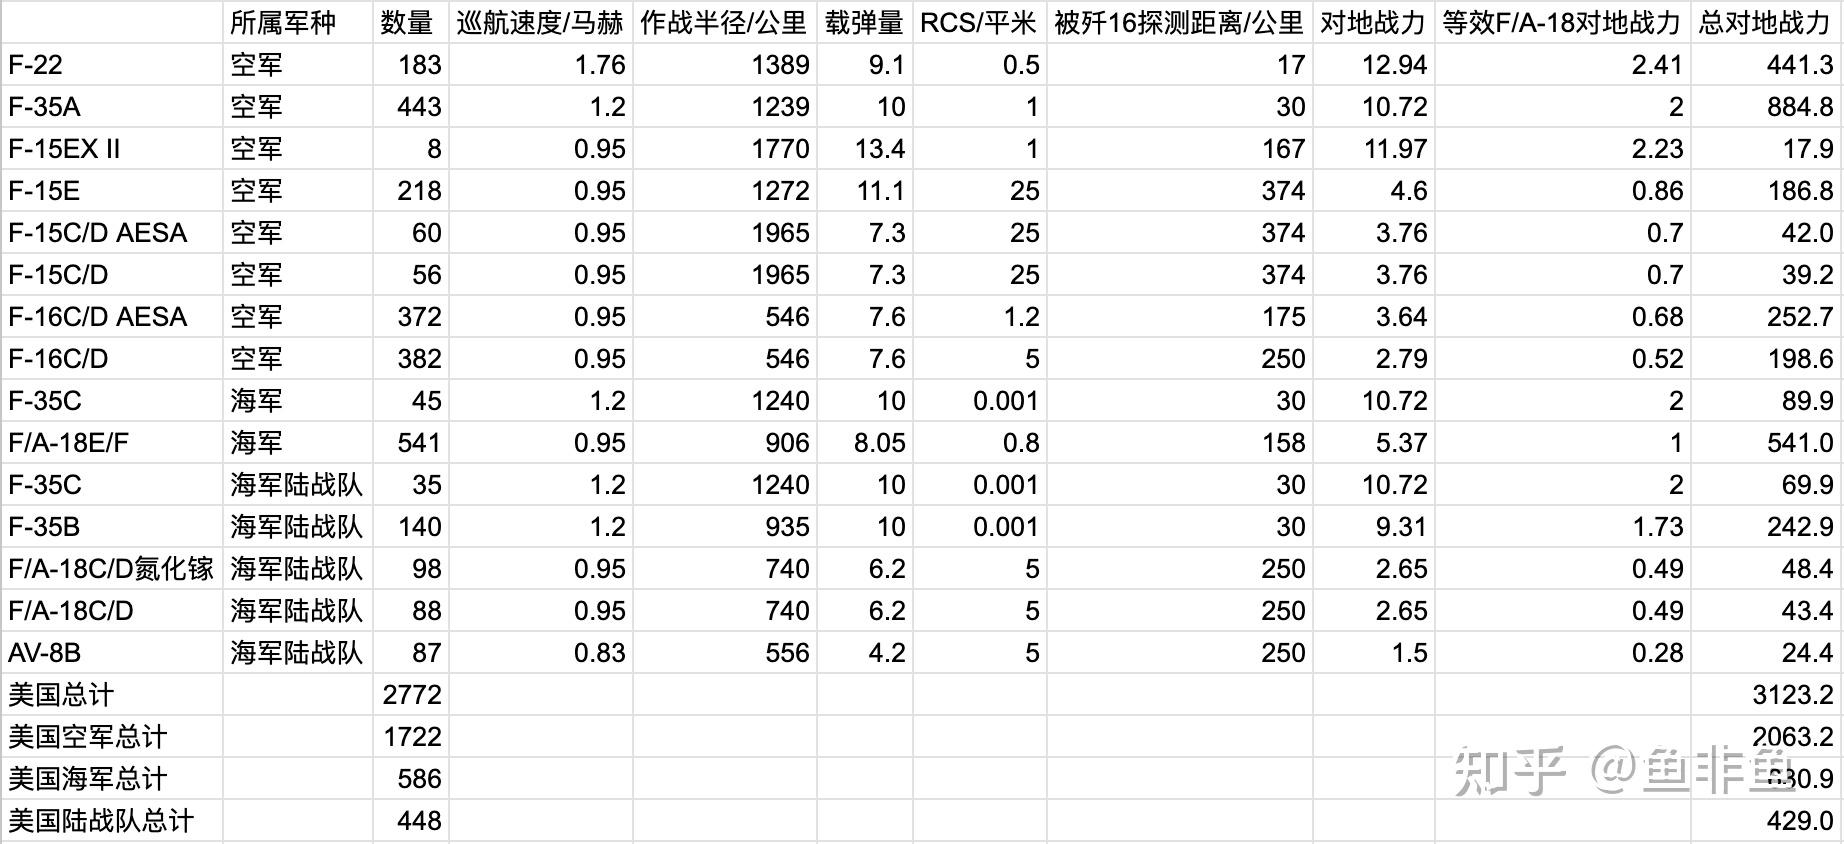 所属军种 数量 巡航速度/马赫 作战半径/公里 载弹量 RCS/平米 被歼16探测距离/公里 对地战力 等效F/A-18对地战力 总对地战力
F-22 空军 183 1.76 1389 9.1 0.5 17 12.94 2.41 441.3
F-35A 空军 443 1.2 1239 10 1 30 10.72 2 884.8
F-15EX II 空军 8 0.95 1770 13.4 1 167 11.97 2.23 17.9
F-15E 空军 218 0.95 1272 11.1 25 374 4.6 0.86 186.8
F-15C/D AESA 空军 60 0.95 1965 7.3 25 374 3.76 0.7 42.0
F-15C/D 空军 56 0.95 1965 7.3 25 374 3.76 0.7 39.2
F-16C/D AESA 空军 372 0.95 546 7.6 1.2 175 3.64 0.68 252.7
F-16C/D 空军 382 0.95 546 7.6 5 250 2.79 0.52 198.6
F-35C 海军 45 1.2 1240 10 0.001 30 10.72 2 89.9
F/A-18E/F 海军 541 0.95 906 8.05 0.8 158 5.37 1 541.0
F-35C 海军陆战队 35 1.2 1240 10 0.001 30 10.72 2 69.9
F-35B 海军陆战队 140 1.2 935 10 0.001 30 9.31 1.73 242.9
F/A-18C/D氮化镓 海军陆战队 98 0.95 740 6.2 5 250 2.65 0.49 48.4
F/A-18C/D 海军陆战队 88 0.95 740 6.2 5 250 2.65 0.49 43.4
AV-8B 海军陆战队 87 0.83 556 4.2 5 250 1.5 0.28 24.4
美国总计 2772 3123.2
美国空军总计 1722 2063.2
美国海军总计 586 630.9
美国陆战队总计 448 429.0
知乎 @鱼非鱼